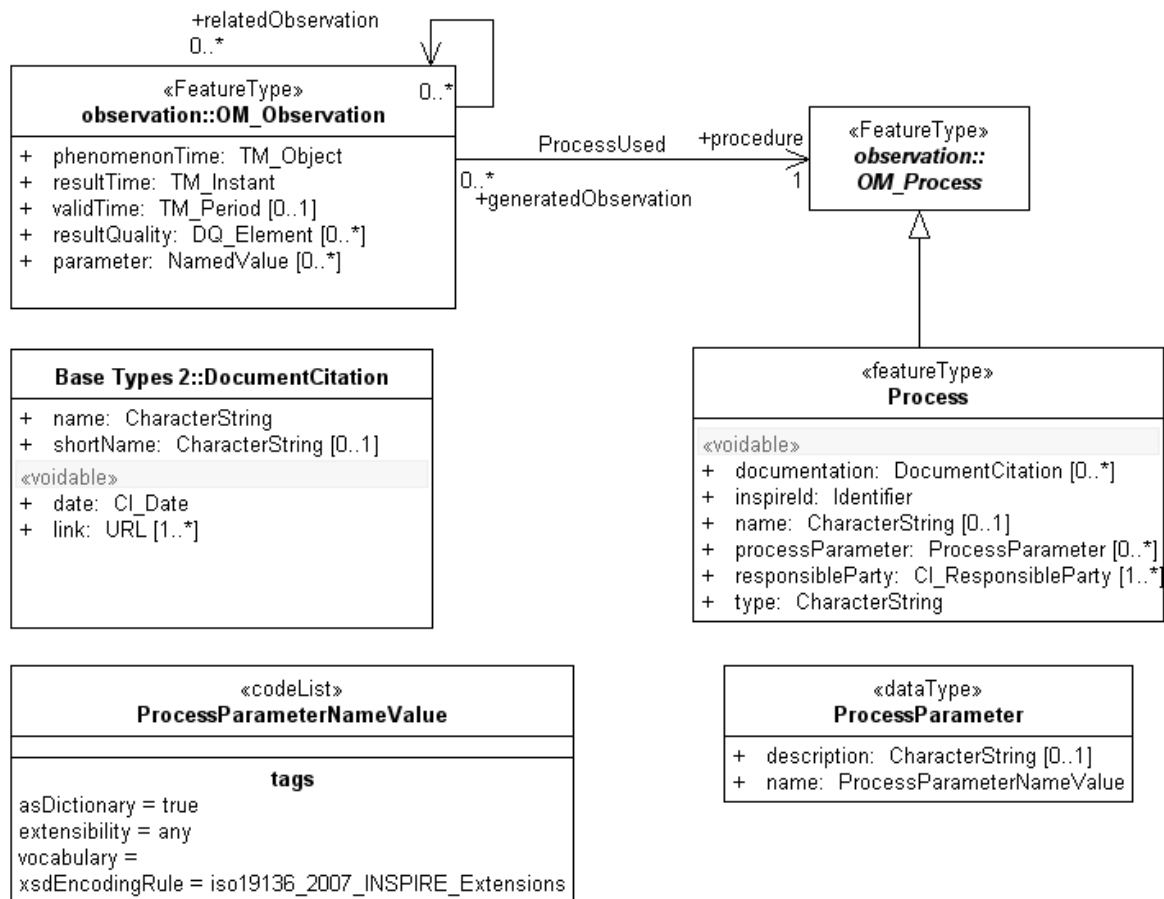 +relatedObservation
0..*
0..*
«FeatureType»
observation::OM_Observation
+ phenomenonTime: TM_Object
+ resultTime: TM_Instant
+ validTime: TM_Period [0..1]
+ resultQuality: DQ_Element [0..*]
+ parameter: NamedValue [0..*]
ProcessUsed
+procedure
0..*
1
+generatedObservation
«FeatureType»
observation::
OM_Process
Base Types 2::DocumentCitation
+ name: CharacterString
+ shortName: CharacterString [0..1]
«voidable»
+ date: CI_Date
+ link: URL [1..*]
«featureType»
Process
«voidable»
+ documentation: DocumentCitation [0..*]
+ inspireId: Identifier
+ name: CharacterString [0..1]
+ processParameter: ProcessParameter [0..*]
+ responsibleParty: CI_ResponsibleParty [1..*]
+ type: CharacterString
«codeList»
ProcessParameterNameValue
tags
asDictionary = true
extensibility = any
vocabulary =
xsdEncodingRule = iso19136_2007_INSPIRE_Extensions
«dataType»
ProcessParameter
+ description: CharacterString [0..1]
+ name: ProcessParameterNameValue